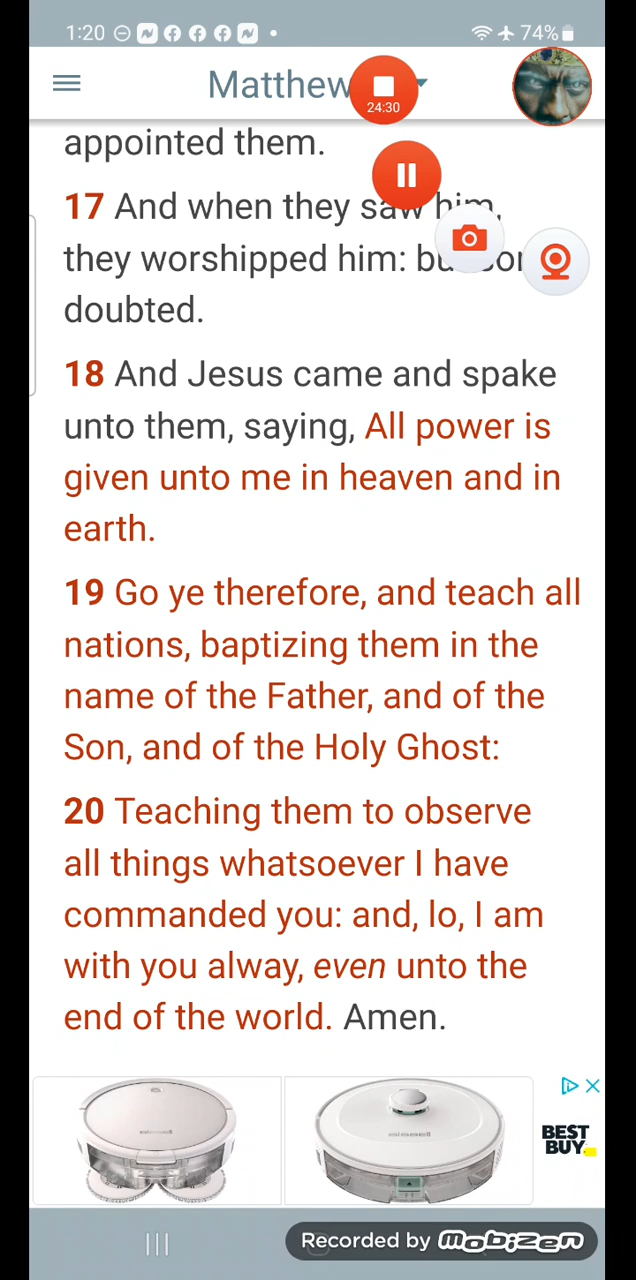 1:20 74%
Matthew
24:30
appointed them.
17 And when they saw him,
they worshipped him:
doubted.
18 And Jesus came and spake
unto them, saying, All power is
given unto me in heaven and in
earth.
19 Go ye therefore, and teach all
nations, baptizing them in the
name of the Father, and of the
Son, and of the Holy Ghost:
20 Teaching them to observe
all things whatsoever I have
commanded you: and, lo, I am
with you alway, even unto the
end of the world. Amen.
BISSELL BISSELL
BEST
BUY
Recorded by mobizen